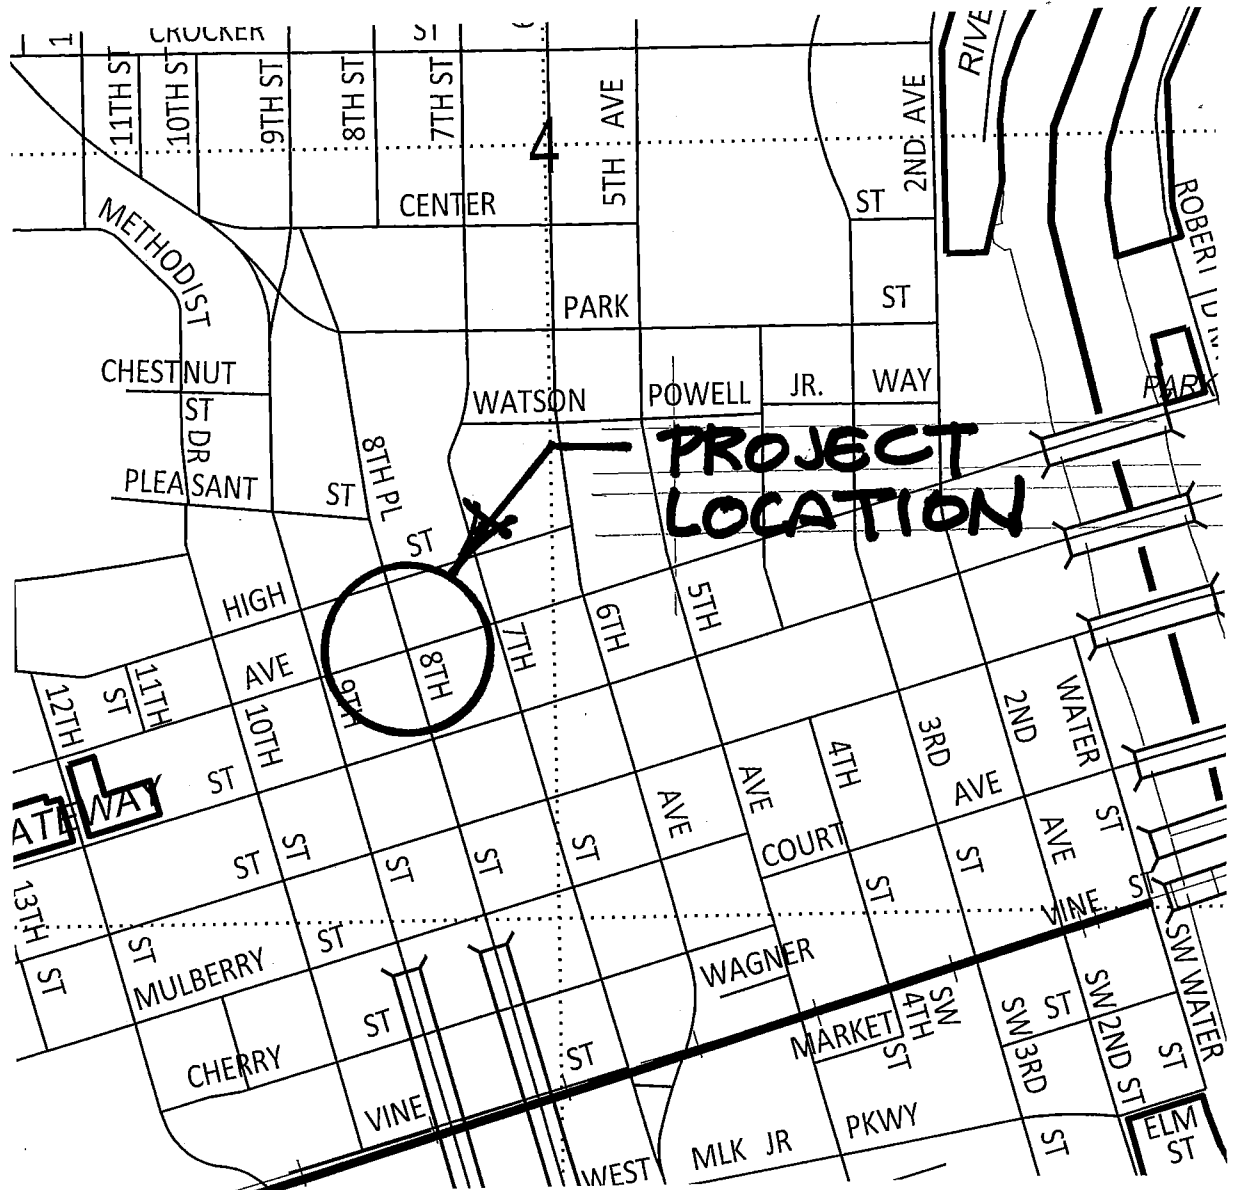 CROCKER ST
11TH ST
10TH ST
9TH ST
8TH ST
7TH ST
5TH AVE
2ND AVE
RIVE
4
CENTER ST
METHODIST
ROBERT D
PARK ST
CHESTNUT
ST
DR
WATSON POWELL JR. WAY
PARK
PLEASANT ST
8TH PL
PROJECT
LOCATION
HIGH ST
12TH
11TH
ST
AVE
10TH
9TH
8TH
7TH
6TH
5TH
4TH
3RD
2ND
WATER
GATEWAY
ST
AVE
AVE
AVE
COURT
AVE
ST
13TH
ST
ST
ST
ST
ST
ST
ST
ST
ST
VINE ST
MULBERRY ST
WAGNER
SW WATER
ST
CHERRY ST
ST
MARKET
SW
4TH
ST
SW 3RD
ST
SW 2ND ST
ST
VINE
MLK JR PKWY
ST
ELM
ST
WEST